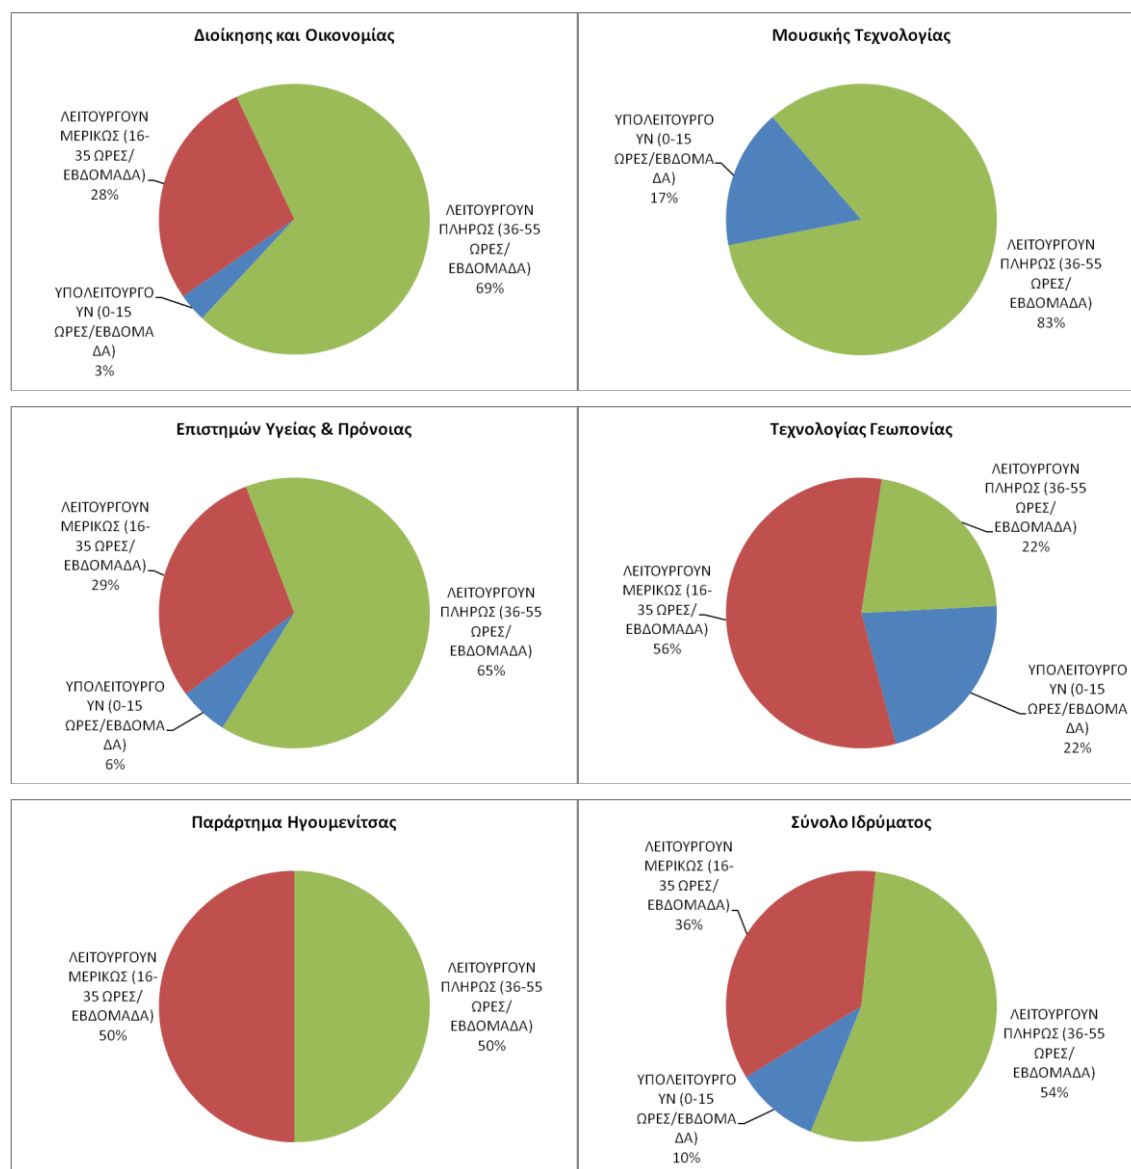 Διοίκησης και Οικονομίας
ΛΕΙΤΟΥΡΓΟΥΝ
ΜΕΡΙΚΩΣ (16-
35 ΩΡΕΣ/
ΕΒΔΟΜΑΔΑ)
28%
ΛΕΙΤΟΥΡΓΟΥΝ
ΠΛΗΡΩΣ (36-55
ΩΡΕΣ/
ΕΒΔΟΜΑΔΑ)
69%
ΥΠΟΛΕΙΤΟΥΡΓΟ
ΥΝ (0-15
ΩΡΕΣ/ΕΒΔΟΜΑ
ΔΑ)
3%
Μουσικής Τεχνολογίας
ΥΠΟΛΕΙΤΟΥΡΓΟ
ΥΝ (0-15
ΩΡΕΣ/ΕΒΔΟΜΑ
ΔΑ)
17%
ΛΕΙΤΟΥΡΓΟΥΝ
ΠΛΗΡΩΣ (36-55
ΩΡΕΣ/
ΕΒΔΟΜΑΔΑ)
83%
Επιστημών Υγείας & Πρόνοιας
ΛΕΙΤΟΥΡΓΟΥΝ
ΜΕΡΙΚΩΣ (16-
35 ΩΡΕΣ/
ΕΒΔΟΜΑΔΑ)
29%
ΛΕΙΤΟΥΡΓΟΥΝ
ΠΛΗΡΩΣ (36-55
ΩΡΕΣ/
ΕΒΔΟΜΑΔΑ)
65%
ΥΠΟΛΕΙΤΟΥΡΓΟ
ΥΝ (0-15
ΩΡΕΣ/ΕΒΔΟΜΑ
ΔΑ)
6%
Τεχνολογίας Γεωπονίας
ΛΕΙΤΟΥΡΓΟΥΝ
ΠΛΗΡΩΣ (36-55
ΩΡΕΣ/
ΕΒΔΟΜΑΔΑ)
22%
ΛΕΙΤΟΥΡΓΟΥΝ
ΜΕΡΙΚΩΣ (16-
35 ΩΡΕΣ/
ΕΒΔΟΜΑΔΑ)
56%
ΥΠΟΛΕΙΤΟΥΡΓΟ
ΥΝ (0-15
ΩΡΕΣ/ΕΒΔΟΜΑ
ΔΑ)
22%
Παράρτημα Ηγουμενίτσας
ΛΕΙΤΟΥΡΓΟΥΝ
ΜΕΡΙΚΩΣ (16-
35 ΩΡΕΣ/
ΕΒΔΟΜΑΔΑ)
50%
ΛΕΙΤΟΥΡΓΟΥΝ
ΠΛΗΡΩΣ (36-55
ΩΡΕΣ/
ΕΒΔΟΜΑΔΑ)
50%
Σύνολο Ιδρύματος
ΛΕΙΤΟΥΡΓΟΥΝ
ΜΕΡΙΚΩΣ (16-
35 ΩΡΕΣ/
ΕΒΔΟΜΑΔΑ)
36%
ΛΕΙΤΟΥΡΓΟΥΝ
ΠΛΗΡΩΣ (36-55
ΩΡΕΣ/
ΕΒΔΟΜΑΔΑ)
54%
ΥΠΟΛΕΙΤΟΥΡΓΟ
ΥΝ (0-15
ΩΡΕΣ/ΕΒΔΟΜΑ
ΔΑ)
10%